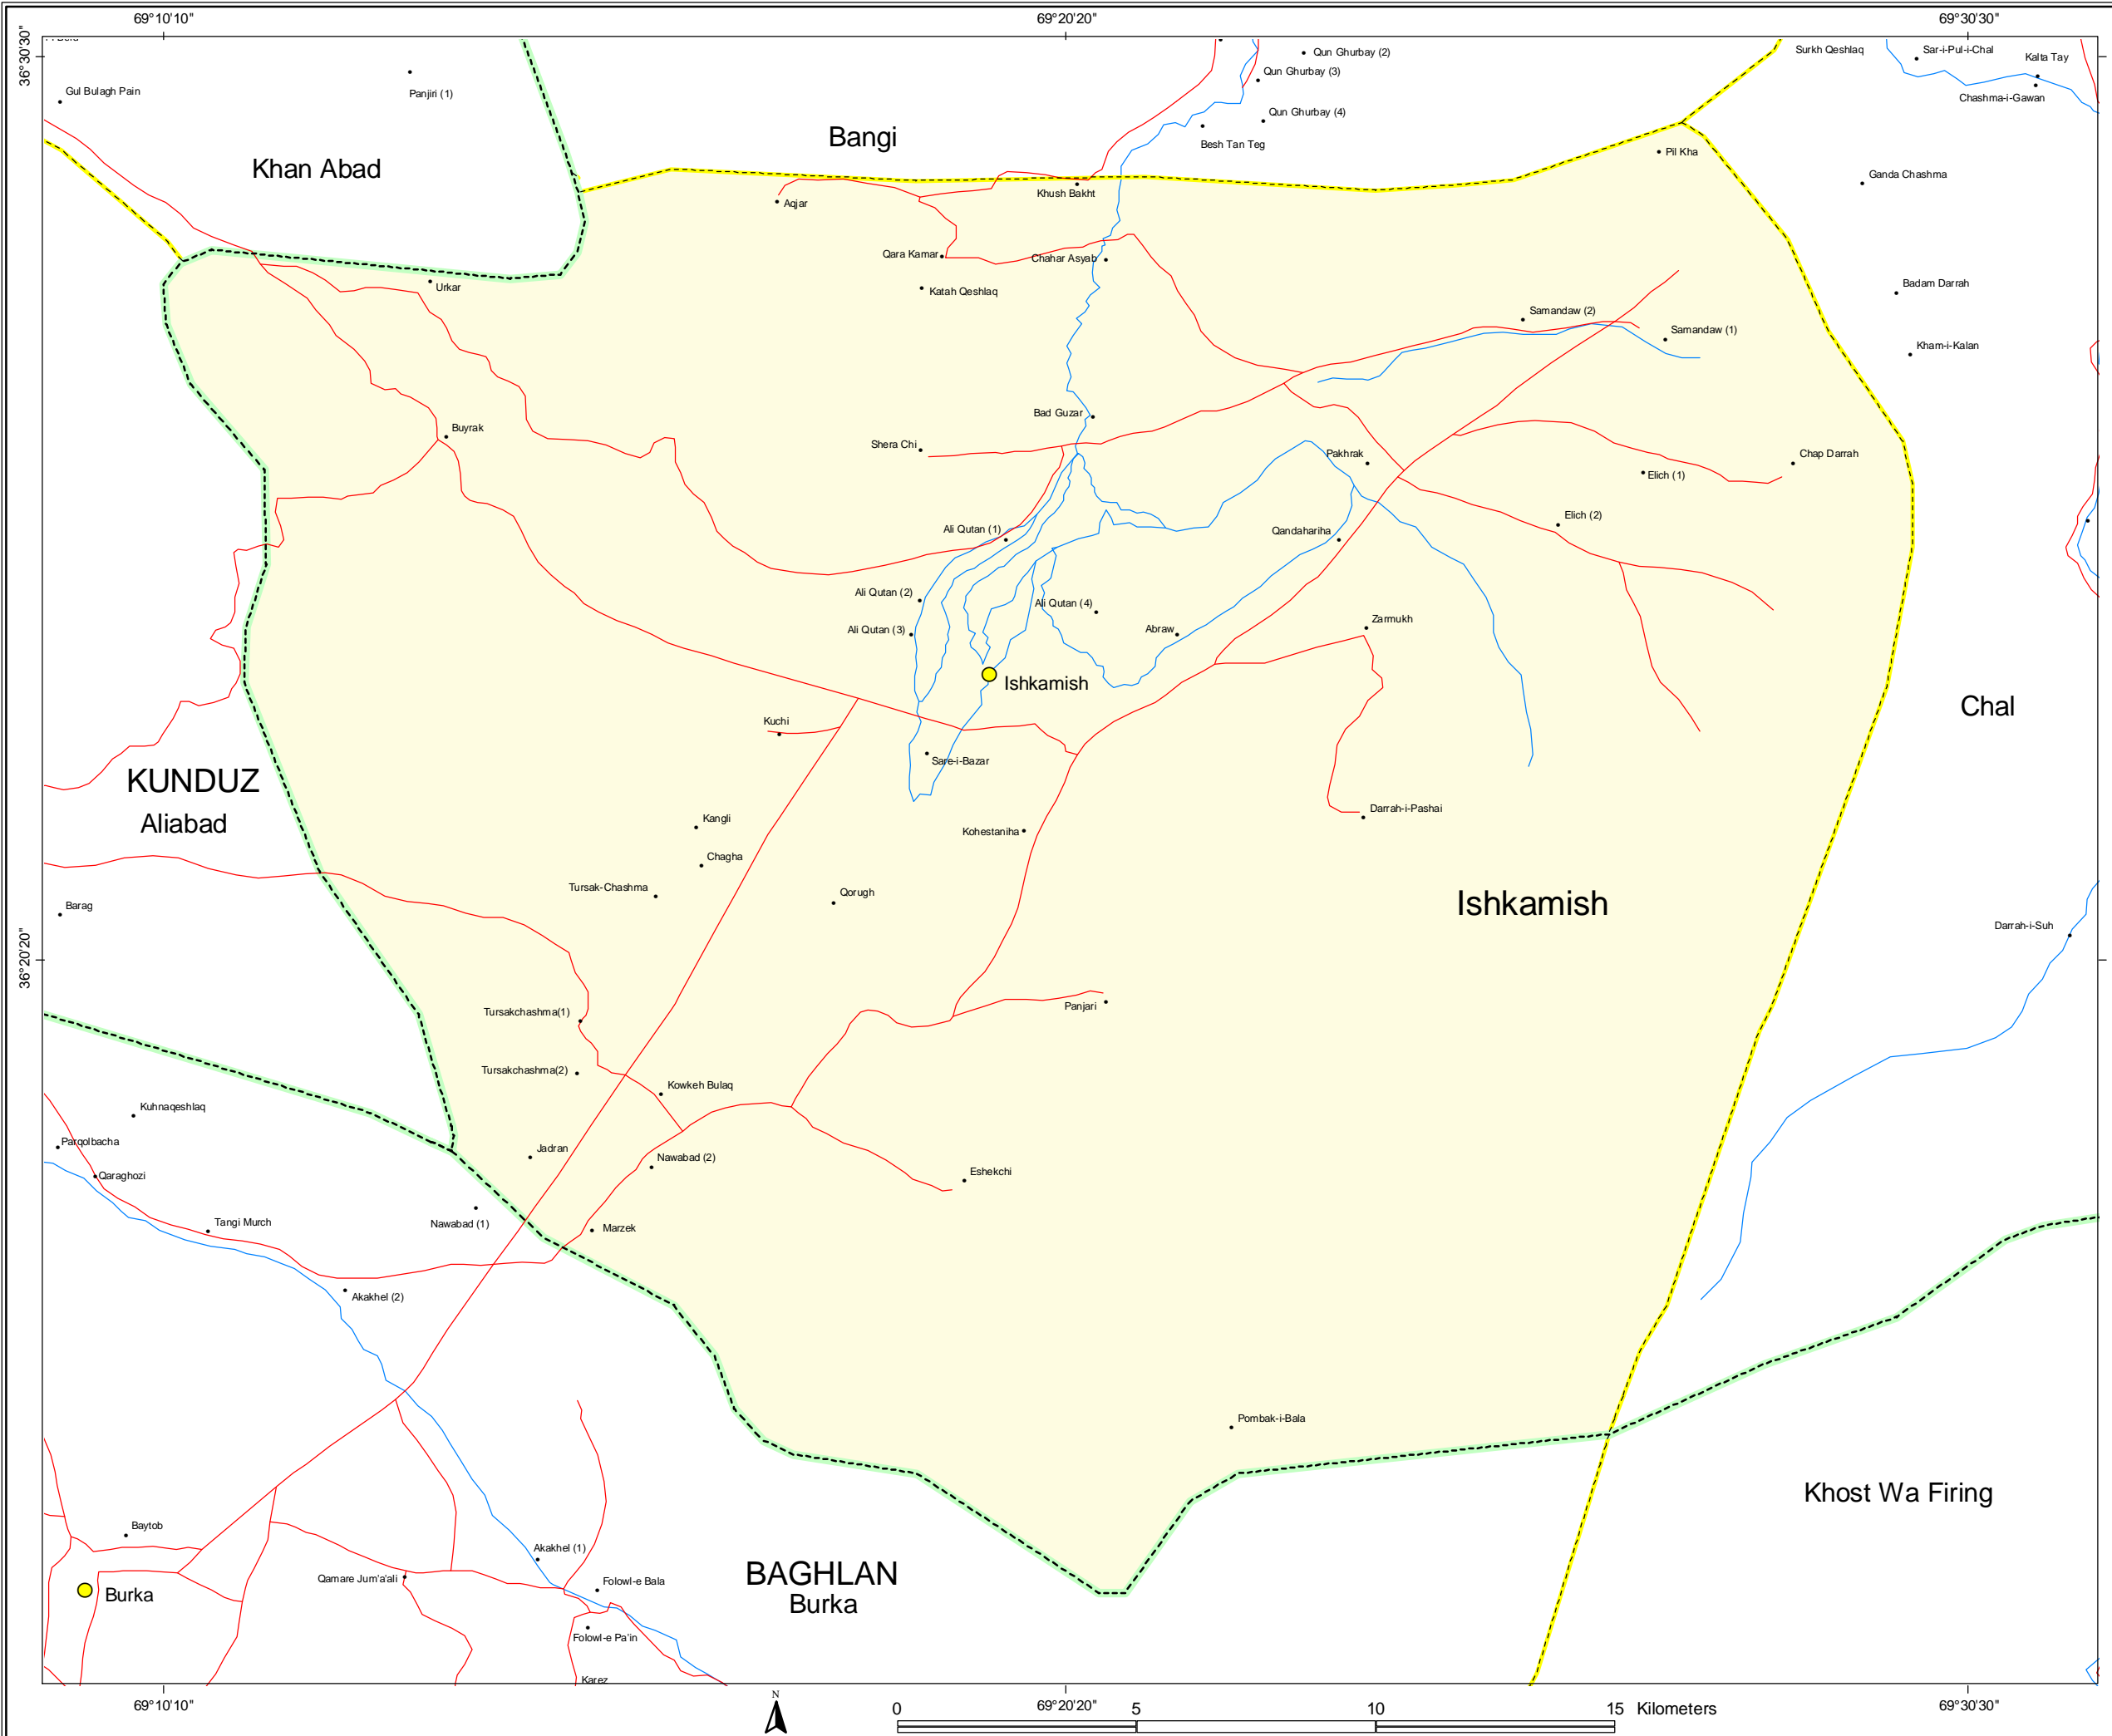 69°10'10"
69°20'20"
69°30'30"
36°30'30"
Qun Ghurbay (2)
Surkh Qeshlaq
Sar-i-Pul-i-Chal
Kalta Tay
Qun Ghurbay (3)
Gul Bulagh Pain
Panjiri (1)
Chashma-i-Gawan
Qun Ghurbay (4)
Bangi
Besh Tan Teg
Pil Kha
Khan Abad
Ganda Chashma
Khush Bakht
Aqjar
Qara Kamar
Chahar Asyab
Urkar
Katah Qeshlaq
Badam Darrah
Samandaw (2)
Samandaw (1)
Kham-i-Kalan
Bad Guzar
Buyrak
Shera Chi
Pakhrak
Chap Darrah
Elich (1)
Elich (2)
Ali Qutan (1)
Qandahariha
Ali Qutan (2)
Ali Qutan (4)
Ali Qutan (3)
Abraw
Zarmukh
Ishkamish
Chal
Kuchi
Sare-i-Bazar
KUNDUZ
Aliabad
Darrah-i-Pashai
Kangli
Kohestaniha
Chagha
Tursak-Chashma
Qorugh
Ishkamish
Barag
Darrah-i-Suh
36°20'20"
Panjari
Tursakchashma(1)
Tursakchashma(2)
Kowkeh Bulaq
Kuhnaqeshlaq
Parqolbacha
Jadran
Nawabad (2)
Qaraghozi
Eshekchi
Tangi Murch
Nawabad (1)
Marzek
Akakhel (2)
Pombak-i-Bala
Khost Wa Firing
Baytob
Akakhel (1)
BAGHLAN
Qamare Jum'a'ali
Folowl-e Bala
Burka
Burka
Folowl-e Pa'in
Karez
69°10'10"
N
0
69°20'20"
5
10
15
Kilometers
69°30'30"